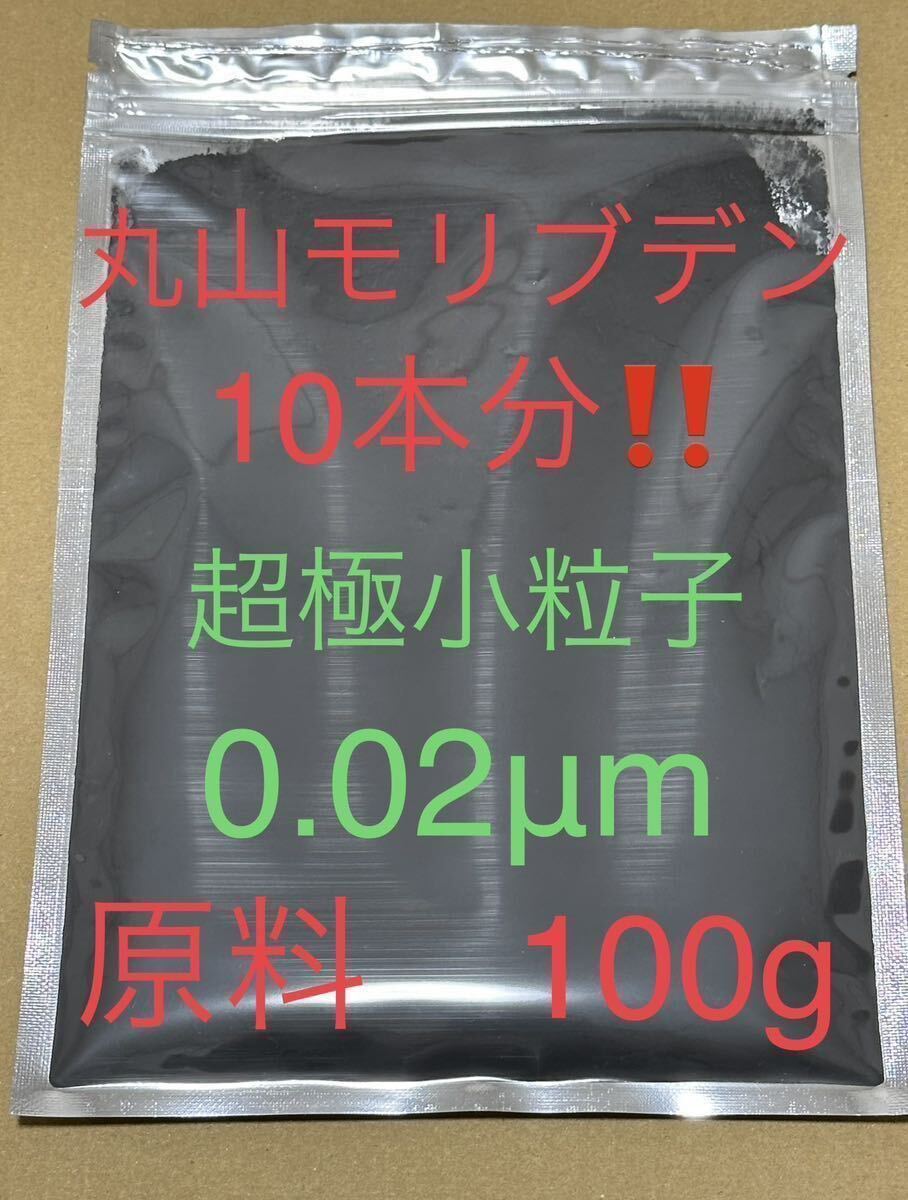 丸山モリブデン
10本分‼️
超極小粒子
0.02μm
原料　100g